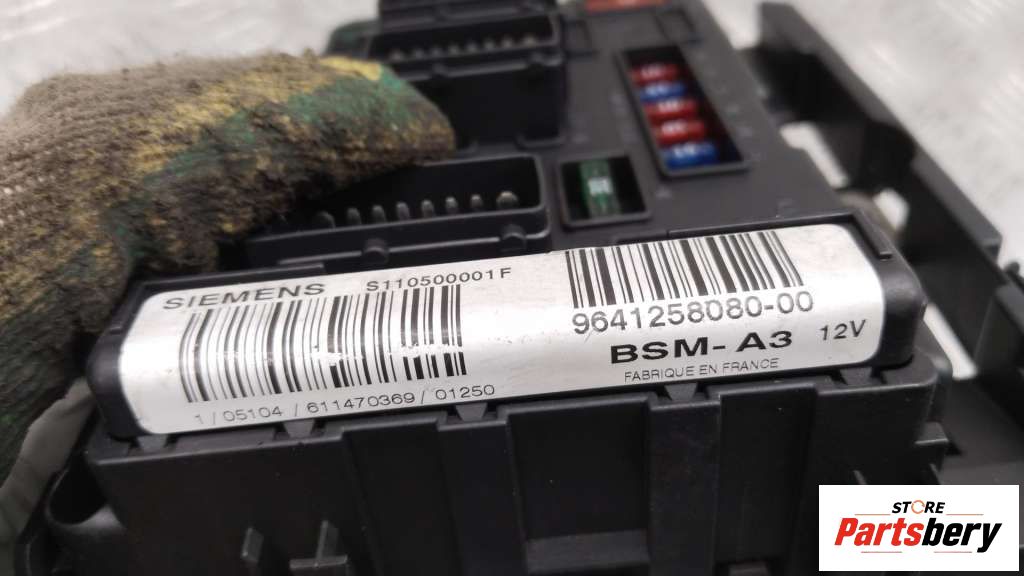 SIEMENS S110500001F
9641258080-00
BSM-A3 12V
FABRIQUE EN FRANCE
1/05104/611470369/01250
STORE
Partsbery